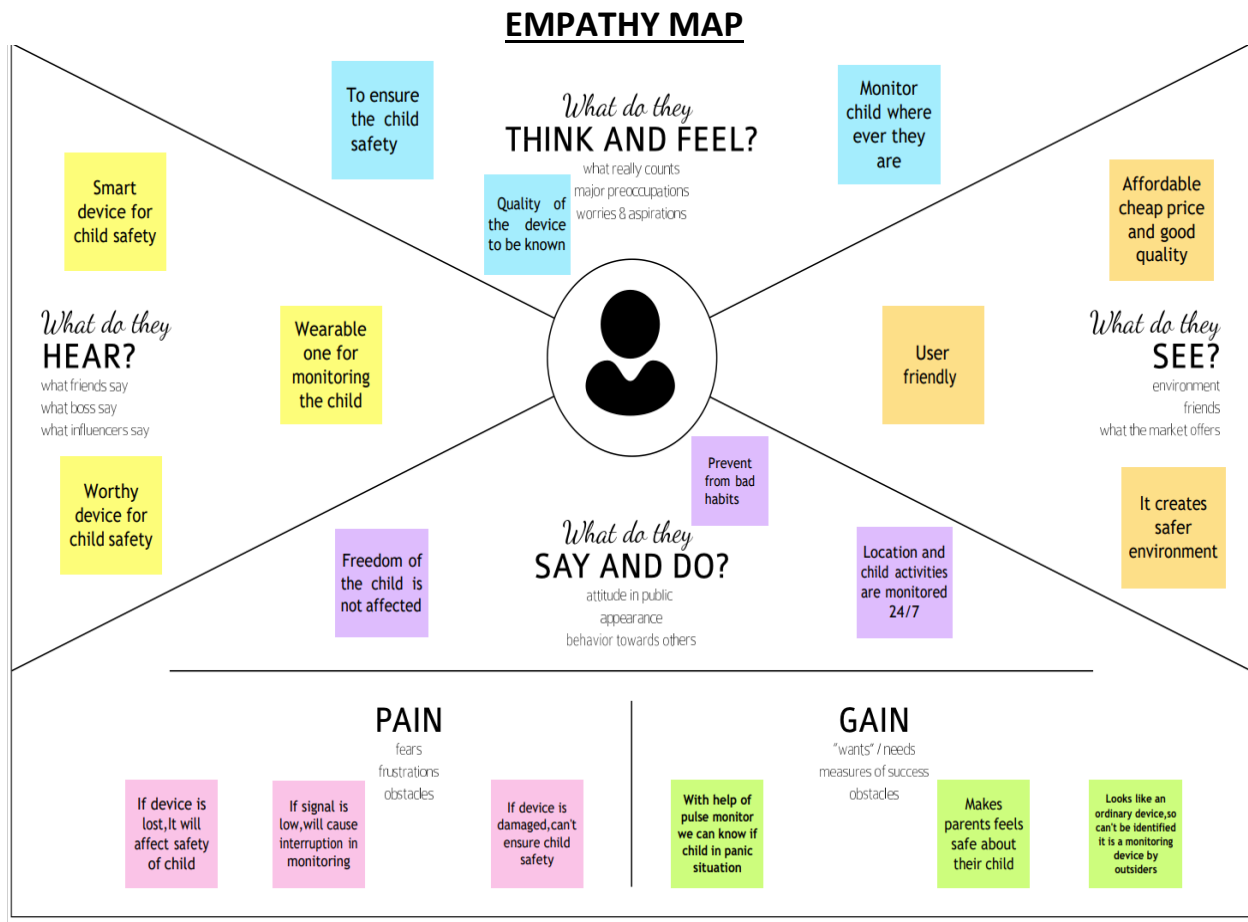 EMPATHY MAP
To ensure
the child
safety
What do they
THINK AND FEEL?
what really counts
major preoccupations
worries & aspirations
Quality of
the device
to be known
Monitor
child where
ever they
are
Smart
device for
child safety
What do they
HEAR?
what friends say
what boss say
what influencers say
Wearable
one for
monitoring
the child
Worthy
device for
child safety
Affordable
cheap price
and good
quality
User
friendly
What do they
SEE?
environment
friends
what the market offers
It creates
safer
environment
Prevent
from bad
habits
What do they
SAY AND DO?
attitude in public
appearance
behavior towards others
Freedom of
the child is
not affected
Location and
child activities
are monitored
24/7
PAIN
fears
frustrations
obstacles
If device is
lost,It will
affect safety
of child
If signal is
low,will cause
interruption in
monitoring
If device is
damaged,can't
ensure child
safety
GAIN
"wants" / needs
measures of success
obstacles
With help of
pulse monitor
we can know if
child in panic
situation
Makes
parents feels
safe about
their child
Looks like an
ordinary device,so
can't be identified
it is a monitoring
device by
outsiders